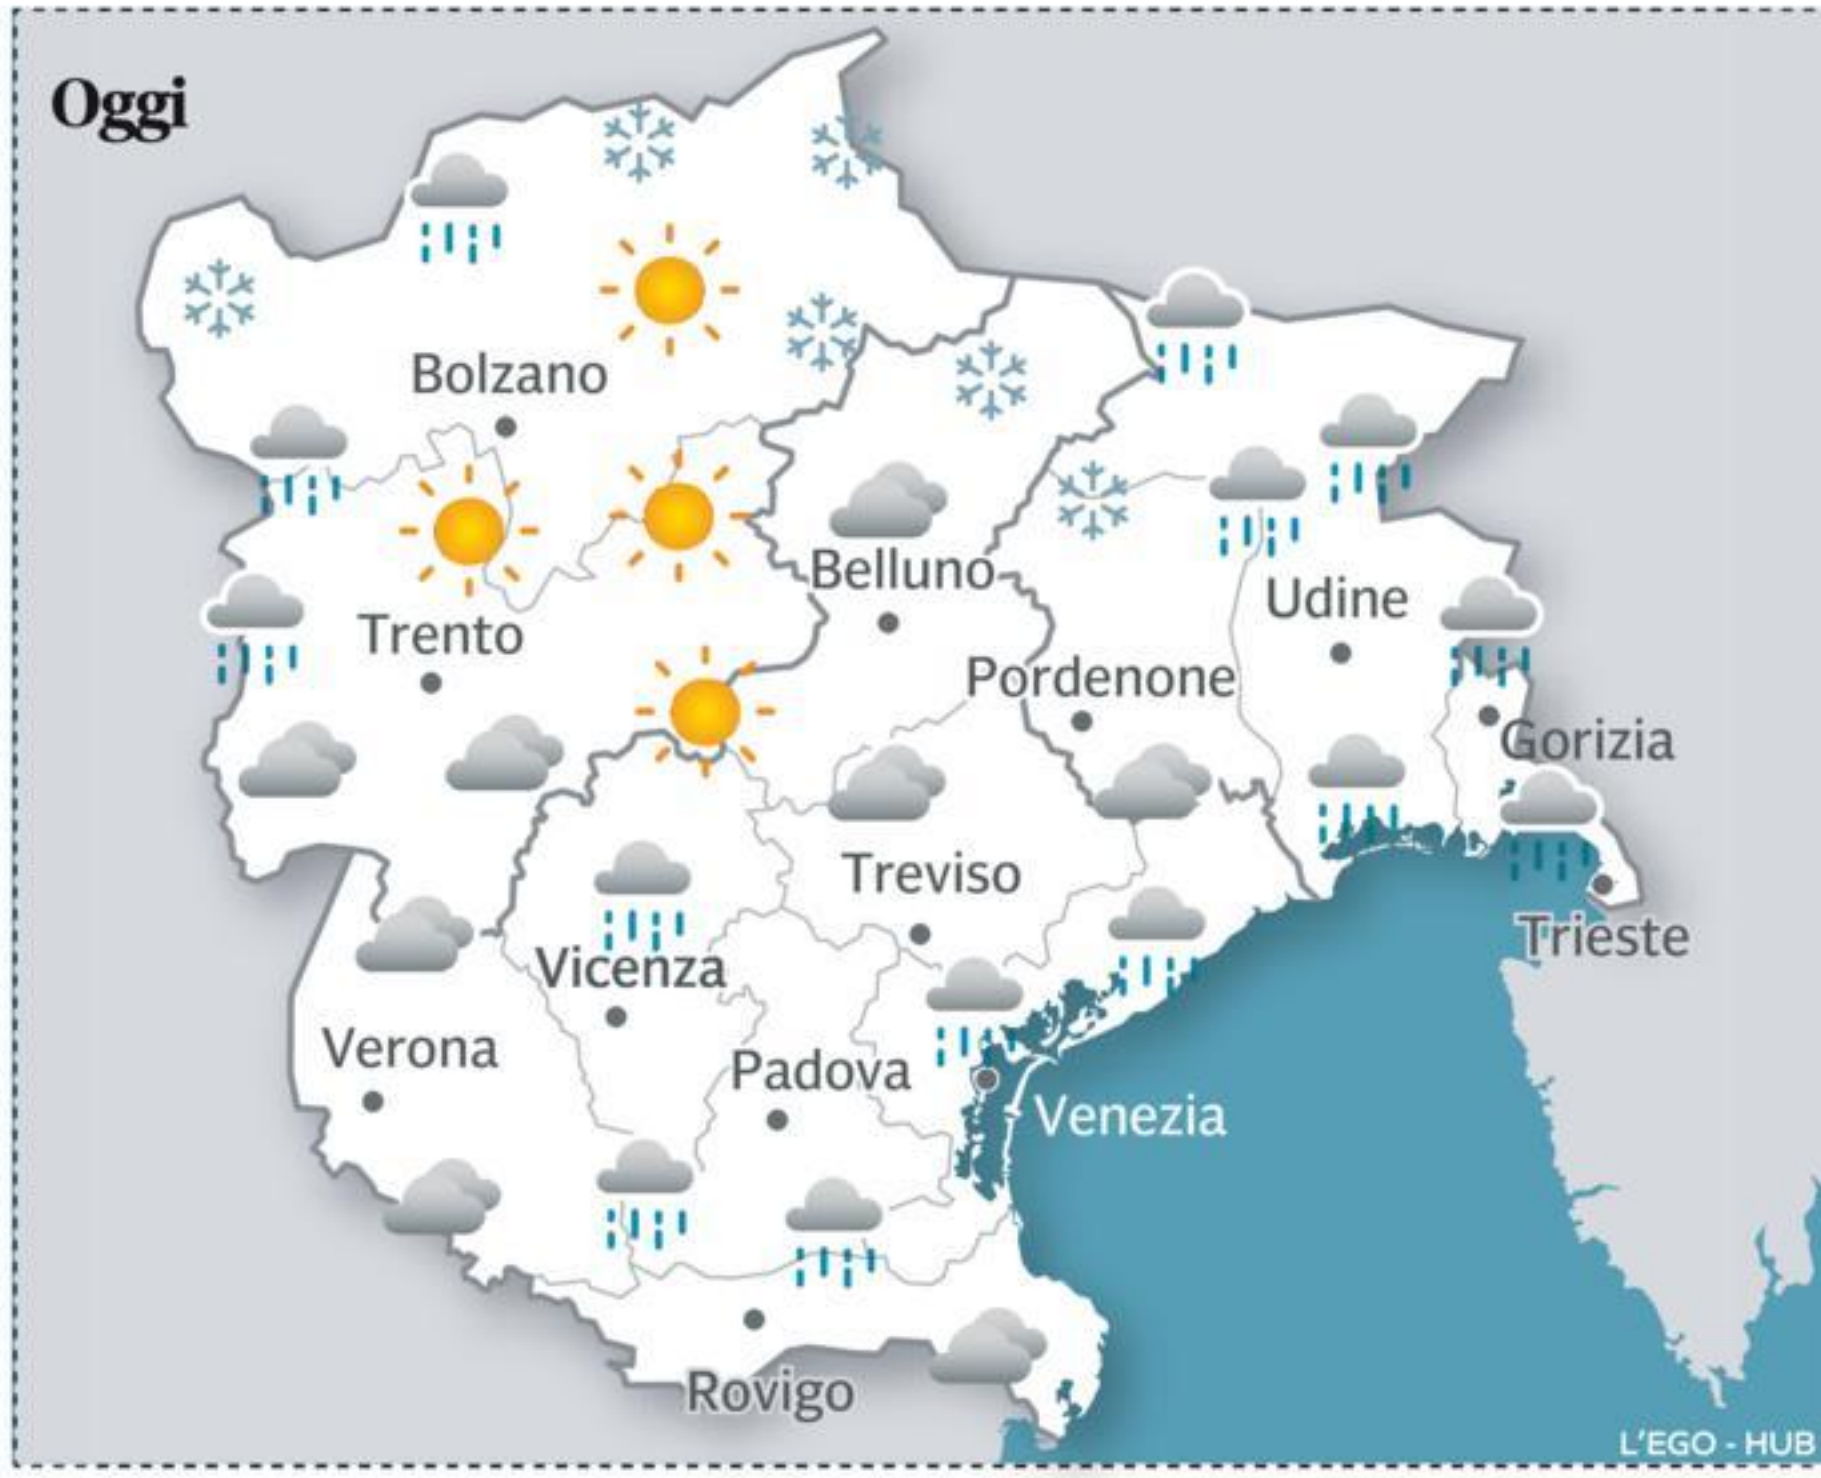 Oggi
Bolzano
Belluno
Udine
Trento
Pordenone
Gorizia
Treviso
Trieste
Vicenza
Verona
Padova
Venezia
Rovigo
L'EGO - HUB